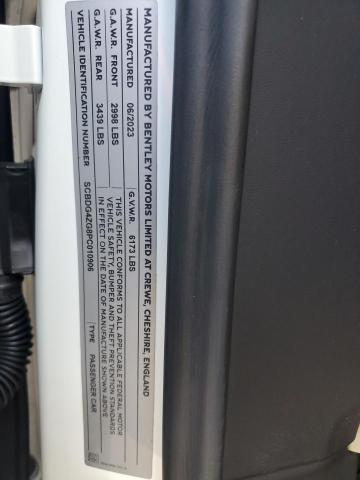 MANUFACTURED BY BENTLEY MOTORS LIMITED AT CREWE, CHESHIRE, ENGLAND
MANUFACTURED 06/2023 G.V.W.R. 6173 LBS
G.A.W.R. FRONT 2998 LBS
G.A.W.R. REAR 3439 LBS
THIS VEHICLE CONFORMS TO ALL APPLICABLE FEDERAL MOTOR
VEHICLE SAFETY, BUMPER AND THEFT PREVENTION STANDARDS
IN EFFECT ON THE DATE OF MANUFACTURE SHOWN ABOVE
VEHICLE IDENTIFICATION NUMBER SCBDG4ZG8PC010906 TYPE PASSENGER CAR